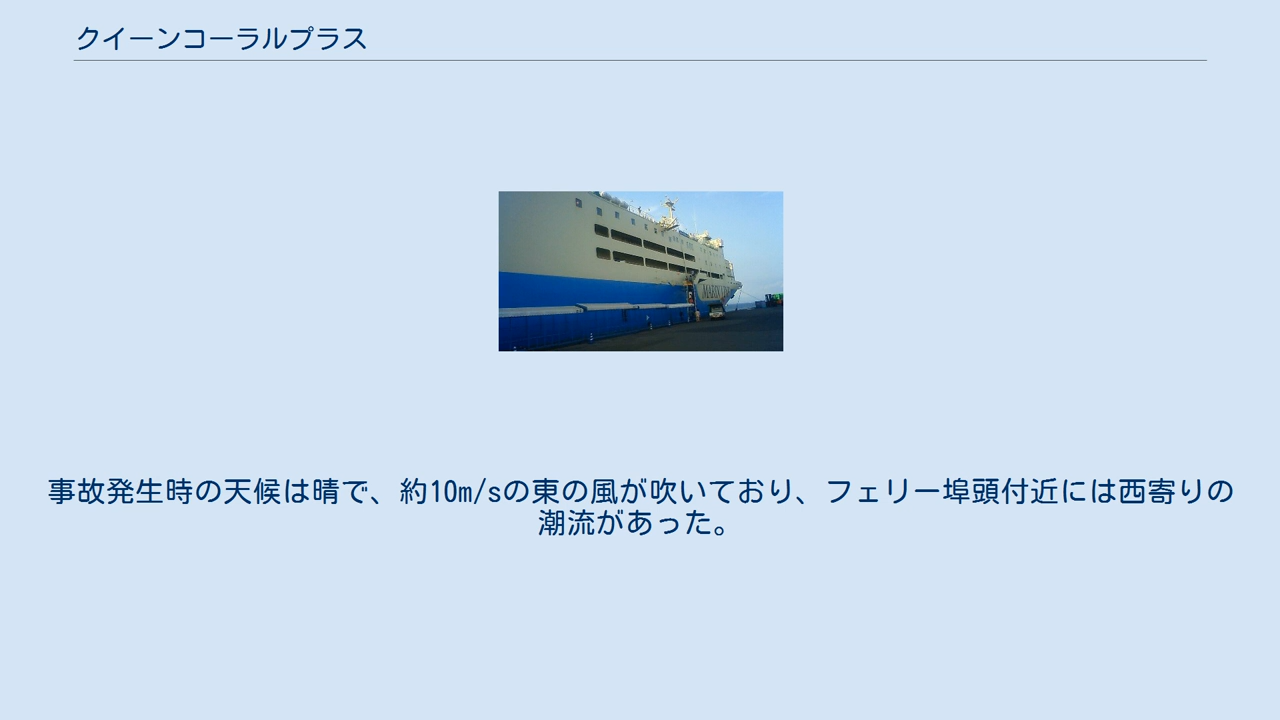 クイーンコーラルプラス
事故発生時の天候は晴で、約10m/sの東の風が吹いており、フェリー埠頭付近には西寄りの
潮流があった。